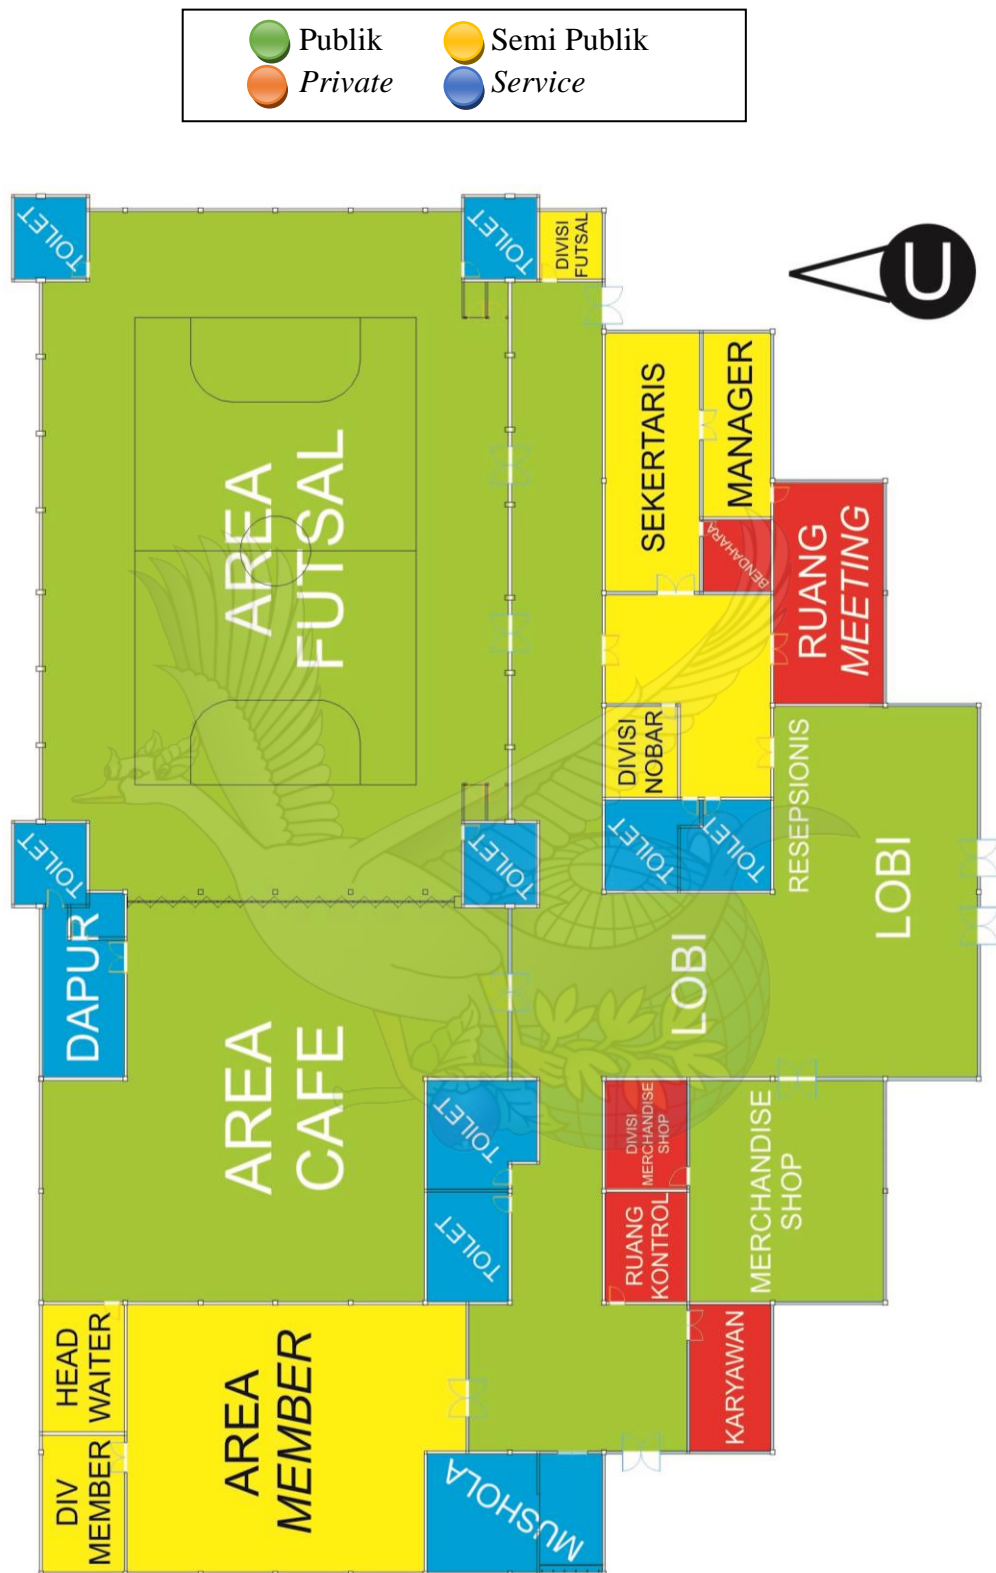 Publik
Semi Publik
Private
Service
TOILET
TOILET
DIVISI
FUTSAL
U
SEKERTARIS
MANAGER
AREA
FUTSAL
BENDAHARA
RUANG
MEETING
DIVISI
NOBAR
RESEPSIONIS
TOILET
TOILET
TOILET
TOILET
DAPUR
LOBI
LOBI
AREA
CAFE
TOILET
DIVISI
MERCHANDISE
SHOP
MERCHANDISE
SHOP
TOILET
RUANG
KONTROL
HEAD
WAITER
AREA
MEMBER
KARYAWAN
DIV
MEMBER
MUSHOLA